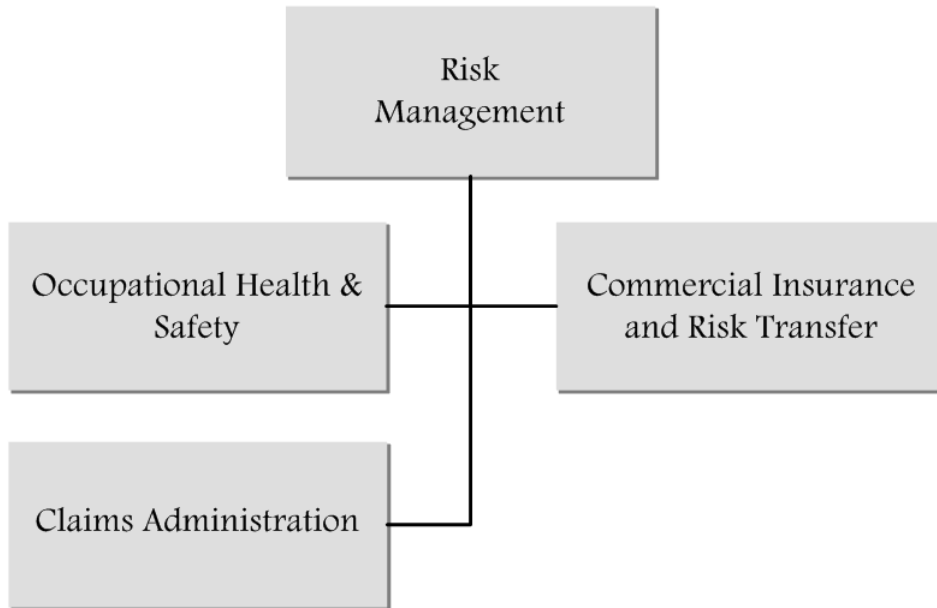 Risk
Management
Occupational Health &
Safety
Commercial Insurance
and Risk Transfer
Claims Administration